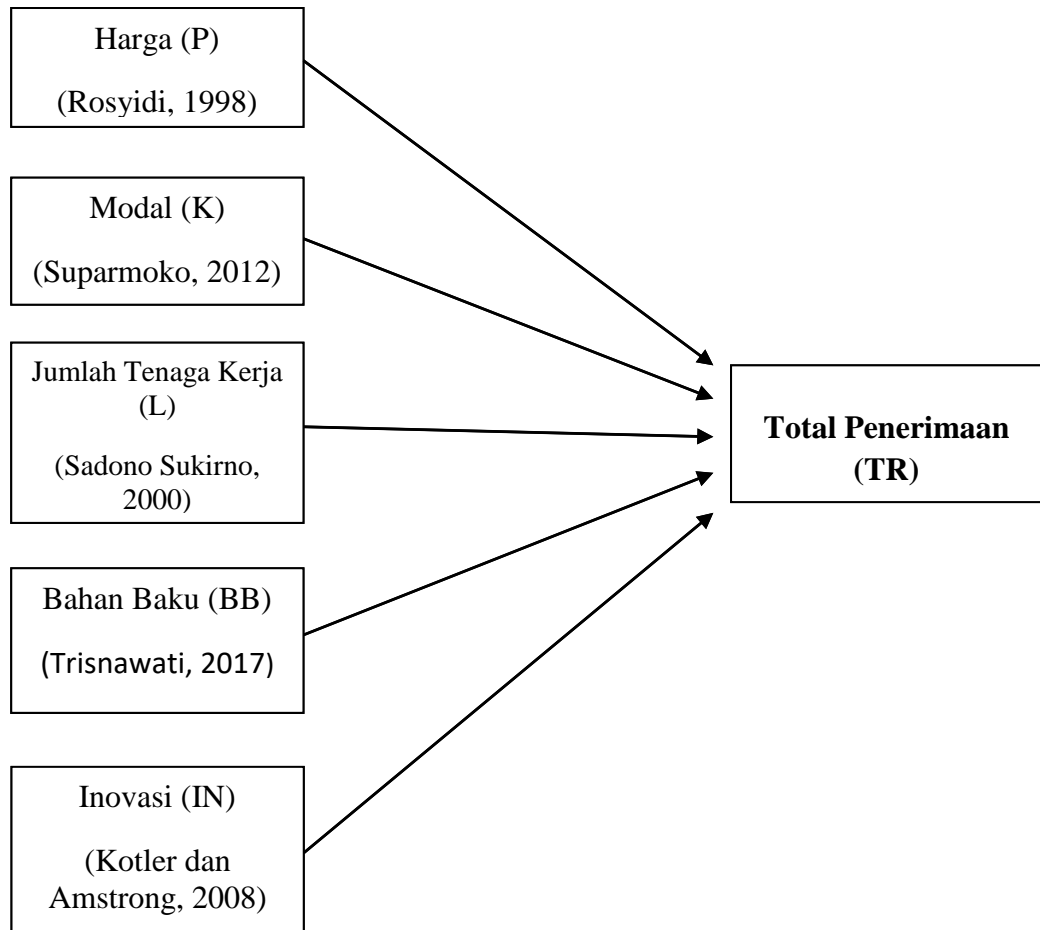 Harga (P)
(Rosyidi, 1998)
Modal (K)
(Suparmoko, 2012)
Jumlah Tenaga Kerja
(L)
(Sadono Sukirno,
2000)
Bahan Baku (BB)
(Trisnawati, 2017)
Inovasi (IN)
(Kotler dan
Amstrong, 2008)
Total Penerimaan
(TR)